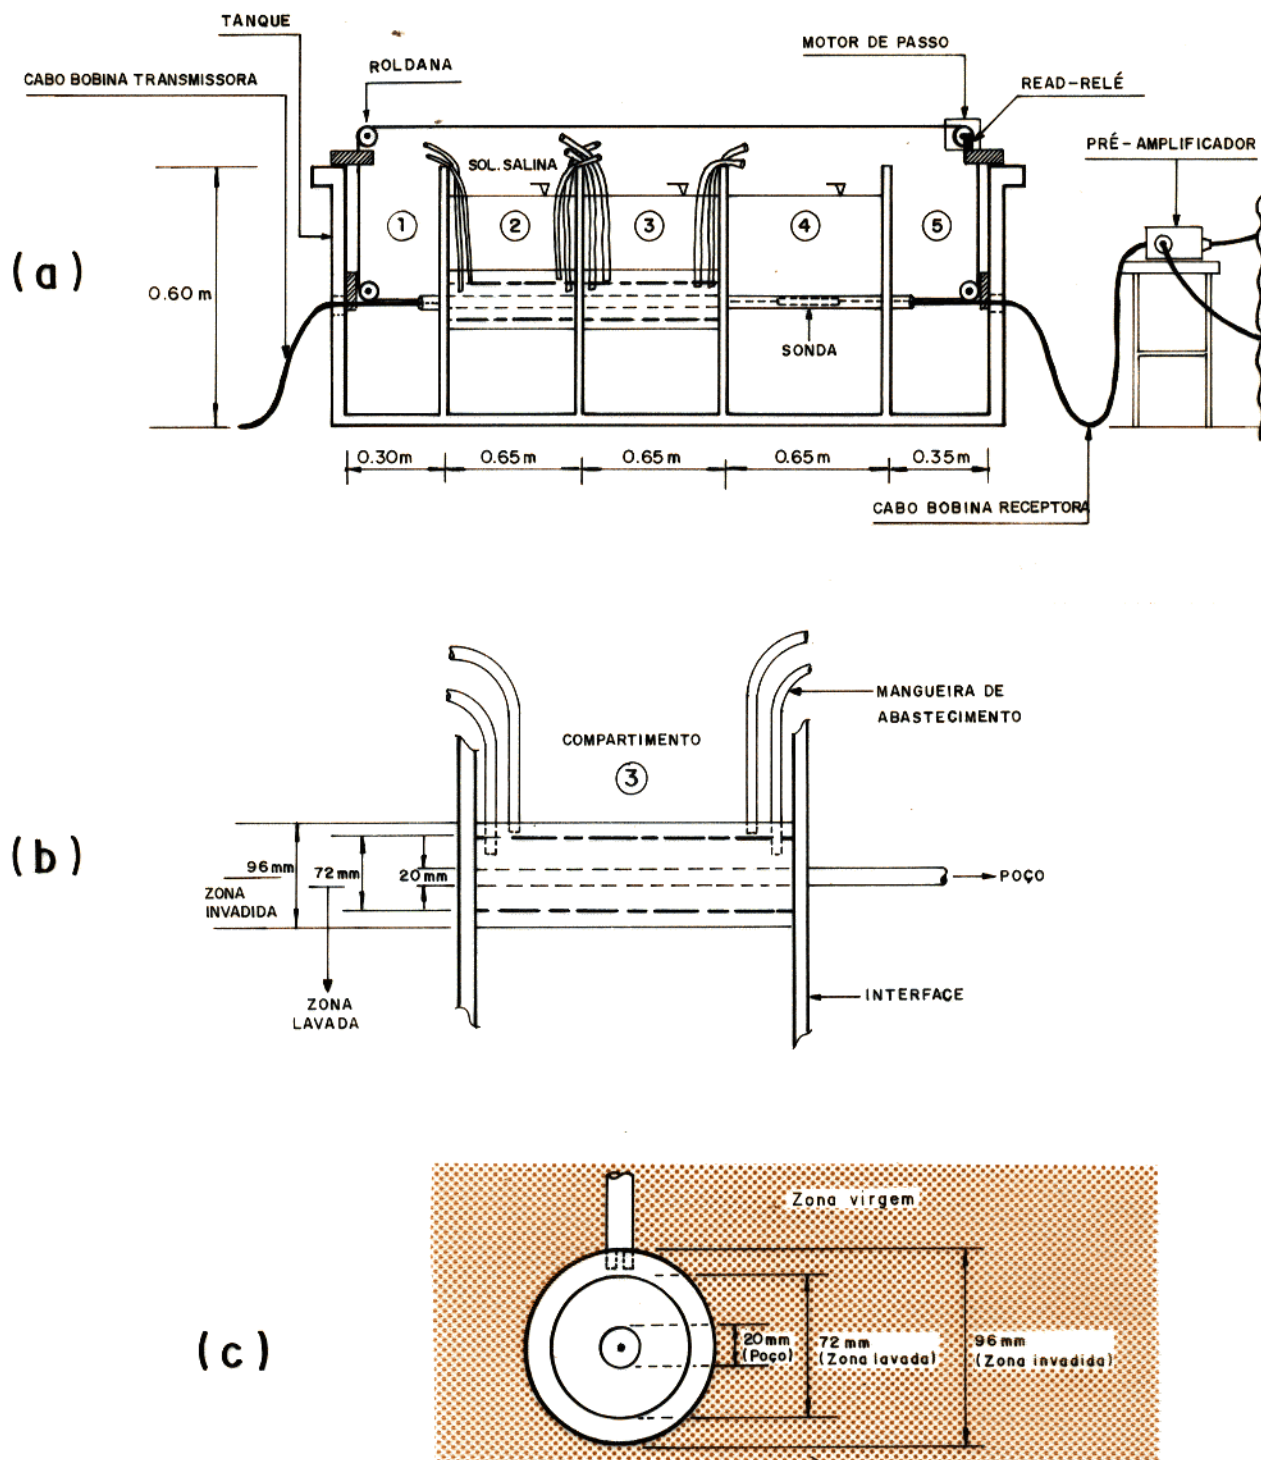 TANQUE
MOTOR DE PASSO
ROLDANA
CABO BOBINA TRANSMISSORA
READ-RELÉ
PRÉ-AMPLIFICADOR
SOL. SALINA
1
2
3
4
5
(a)
0.60 m
SONDA
0.30m
0.65m
0.65m
0.65m
0.35m
CABO BOBINA RECEPTORA
MANGUEIRA DE
ABASTECIMENTO
COMPARTIMENTO
3
(b)
96mm
72mm
20mm
POÇO
ZONA
INVADIDA
INTERFACE
ZONA
LAVADA
Zona virgem
(c)
20mm
(Poço)
72 mm
(Zona lavada)
96mm
(Zona invadida)